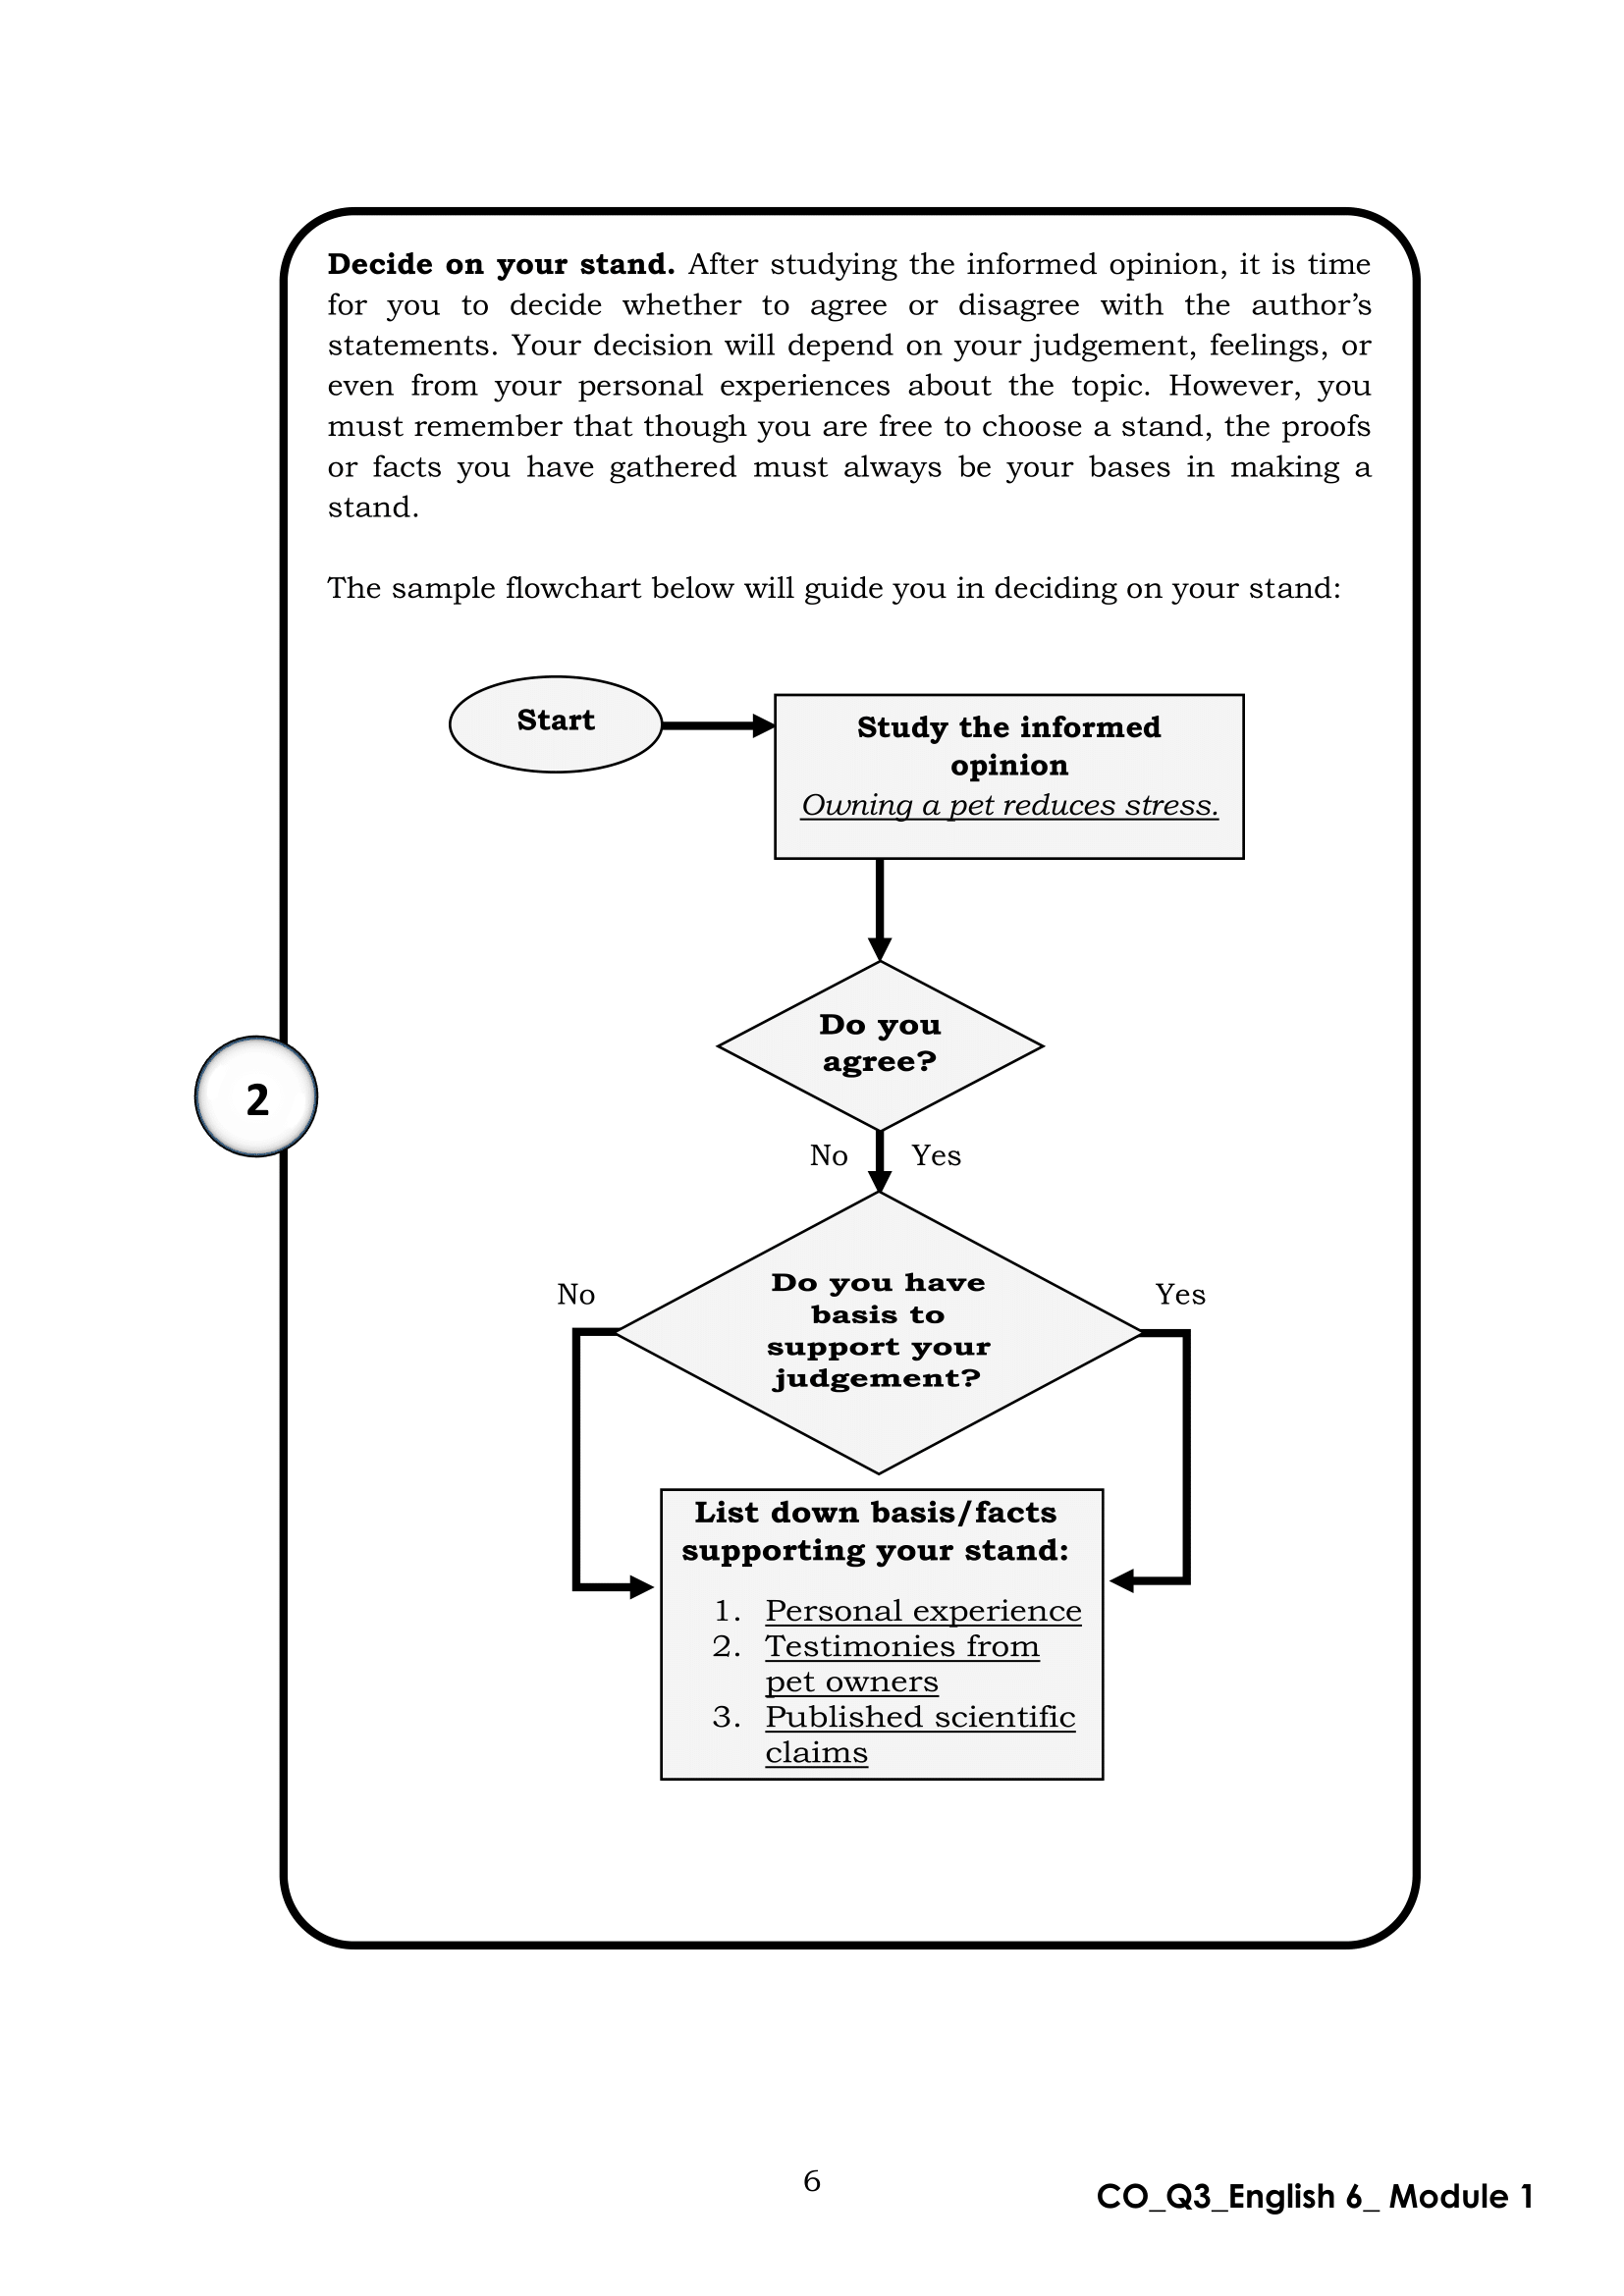 Decide on your stand. After studying the informed opinion, it is time
for you to decide whether to agree or disagree with the author’s
statements. Your decision will depend on your judgement, feelings, or
even from your personal experiences about the topic. However, you
must remember that though you are free to choose a stand, the proofs
or facts you have gathered must always be your bases in making a
stand.
The sample flowchart below will guide you in deciding on your stand:
Start
Study the informed
opinion
Owning a pet reduces stress.
Do you
agree?
2
No Yes
No
Yes
Do you have
basis to
support your
judgement?
List down basis/facts
supporting your stand:
1. Personal experience
2. Testimonies from
pet owners
3. Published scientific
claims
6
CO_Q3_English 6_ Module 1